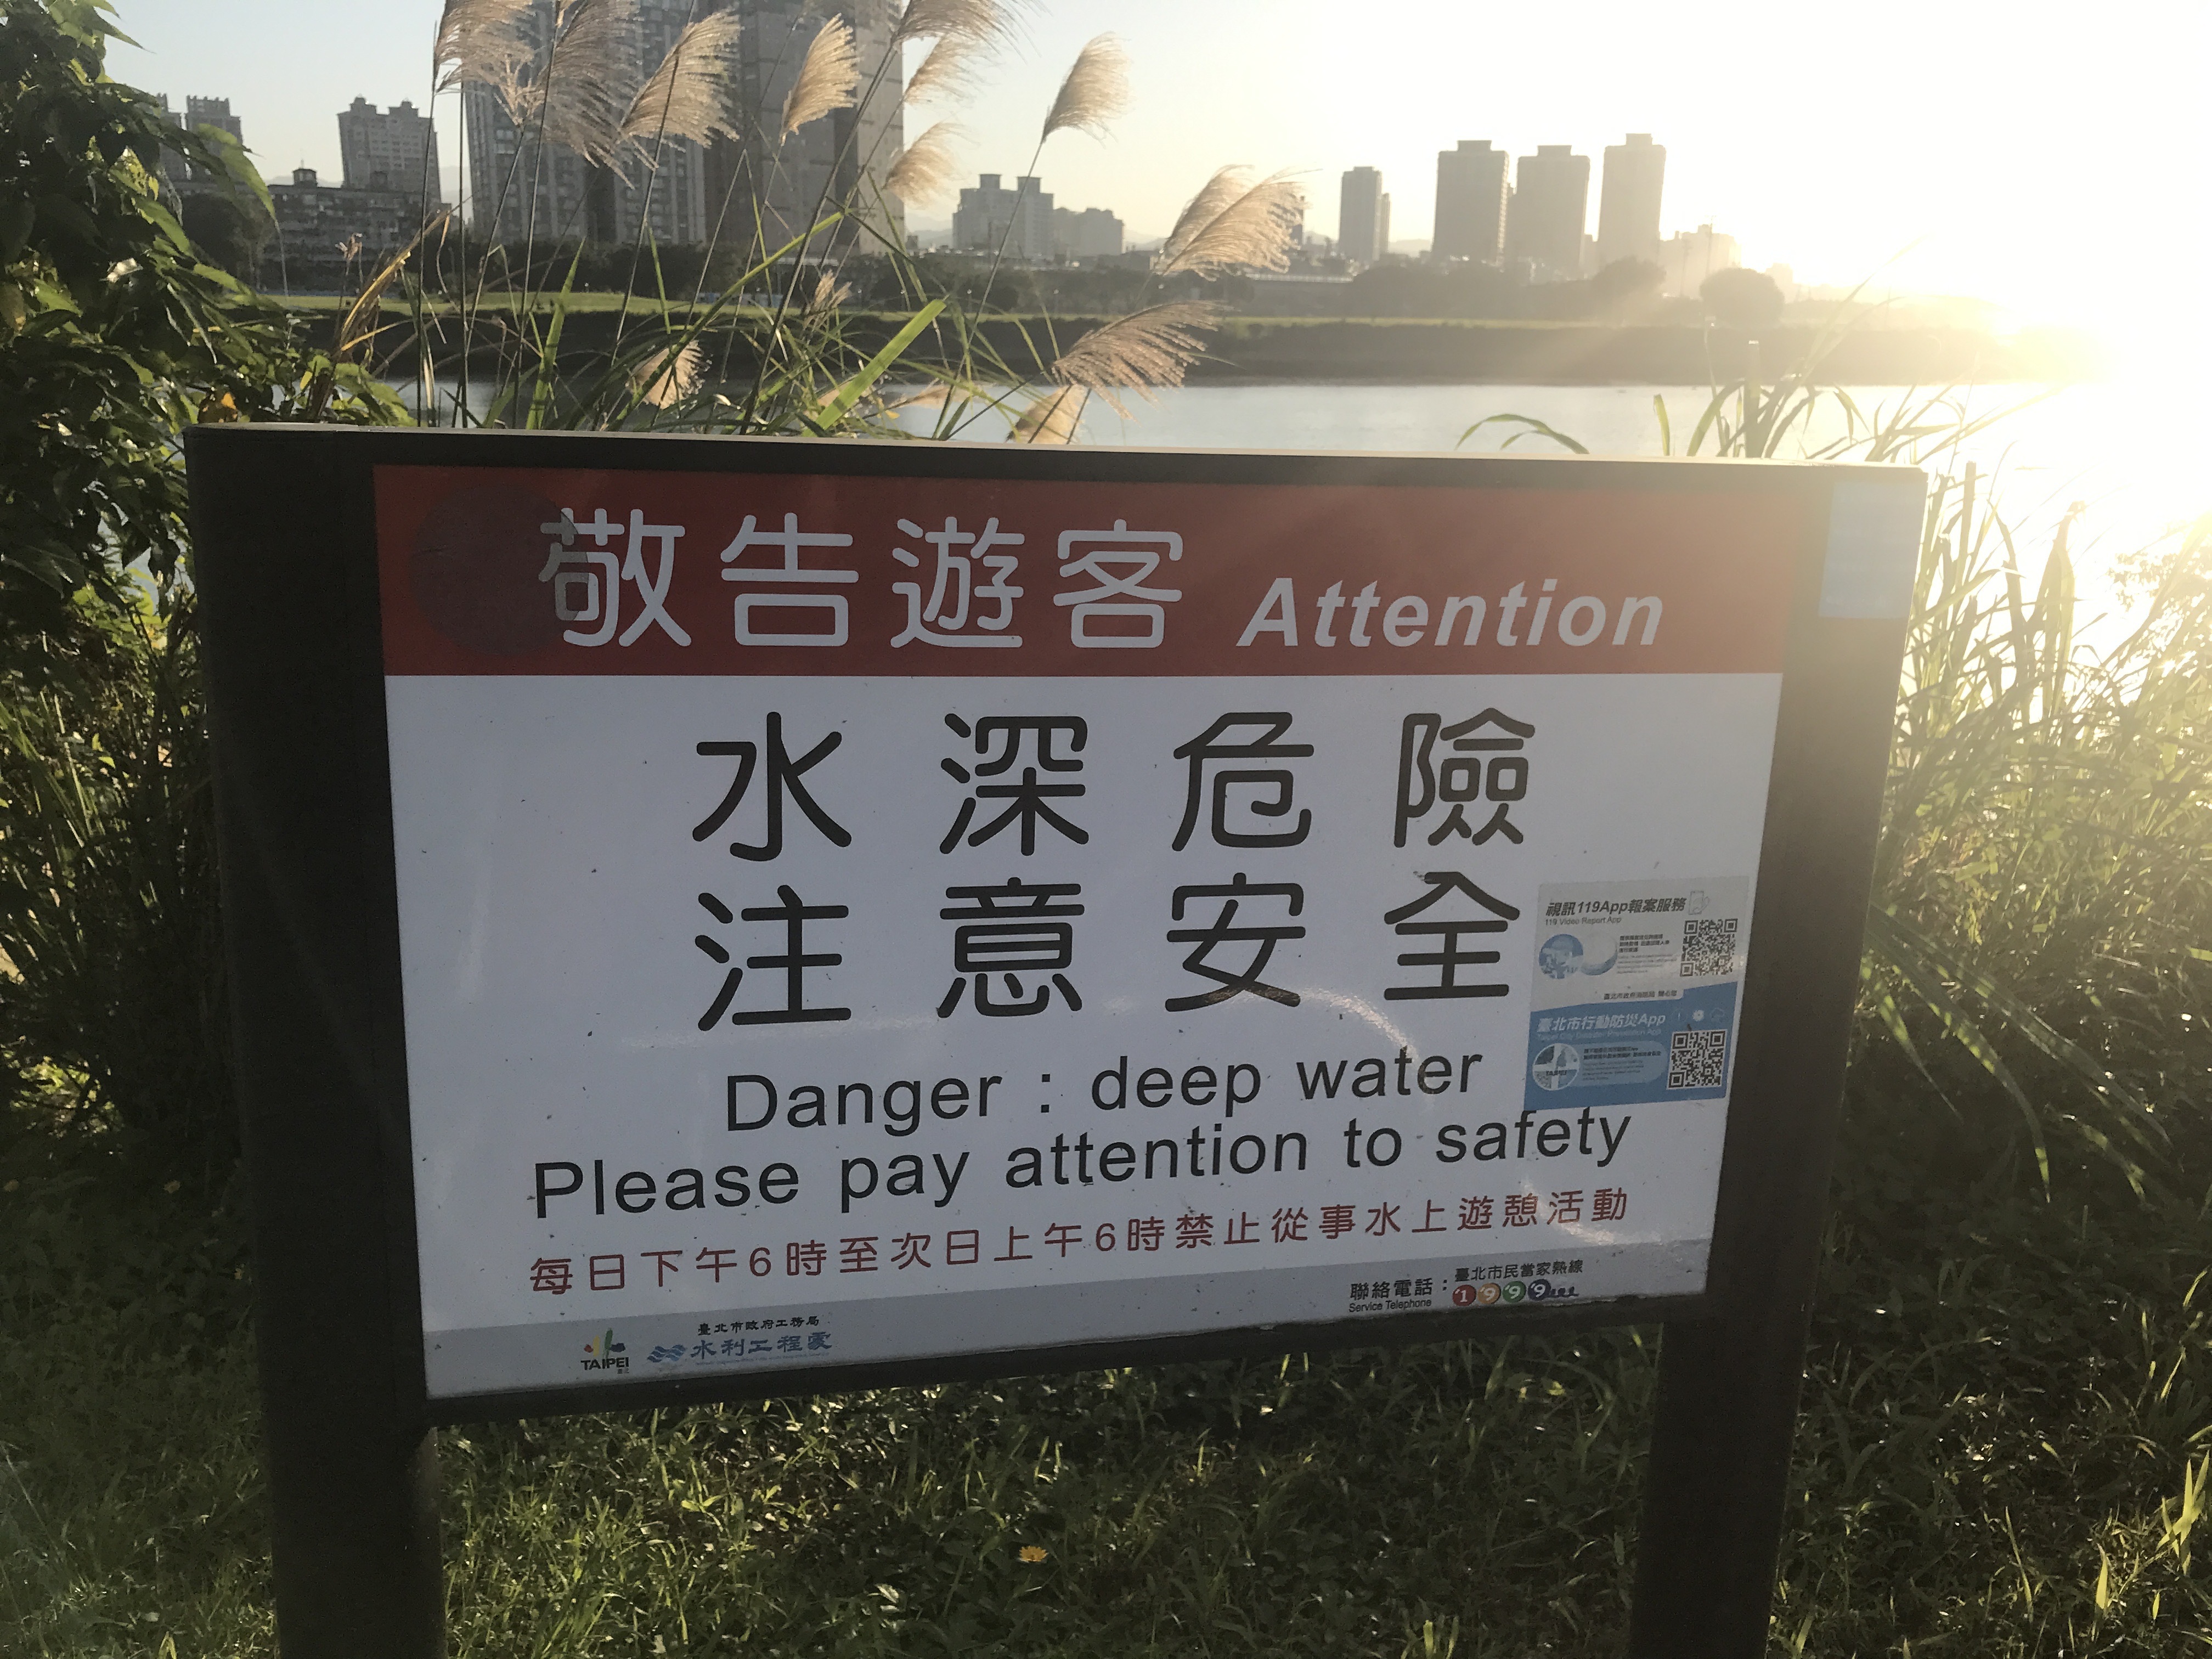 敬告遊客 Attention
水深危險
注意安全
Danger : deep water
Please pay attention to safety
每日下午6時至次日上午6時禁止從事水上遊憩活動
視訊119App報案服務
119 Video Report App
臺北市行動防災App
聯絡電話：
Service Telephone
臺北市民當家熱線
1999
TAIPEI
臺北市政府工務局
水利工程處